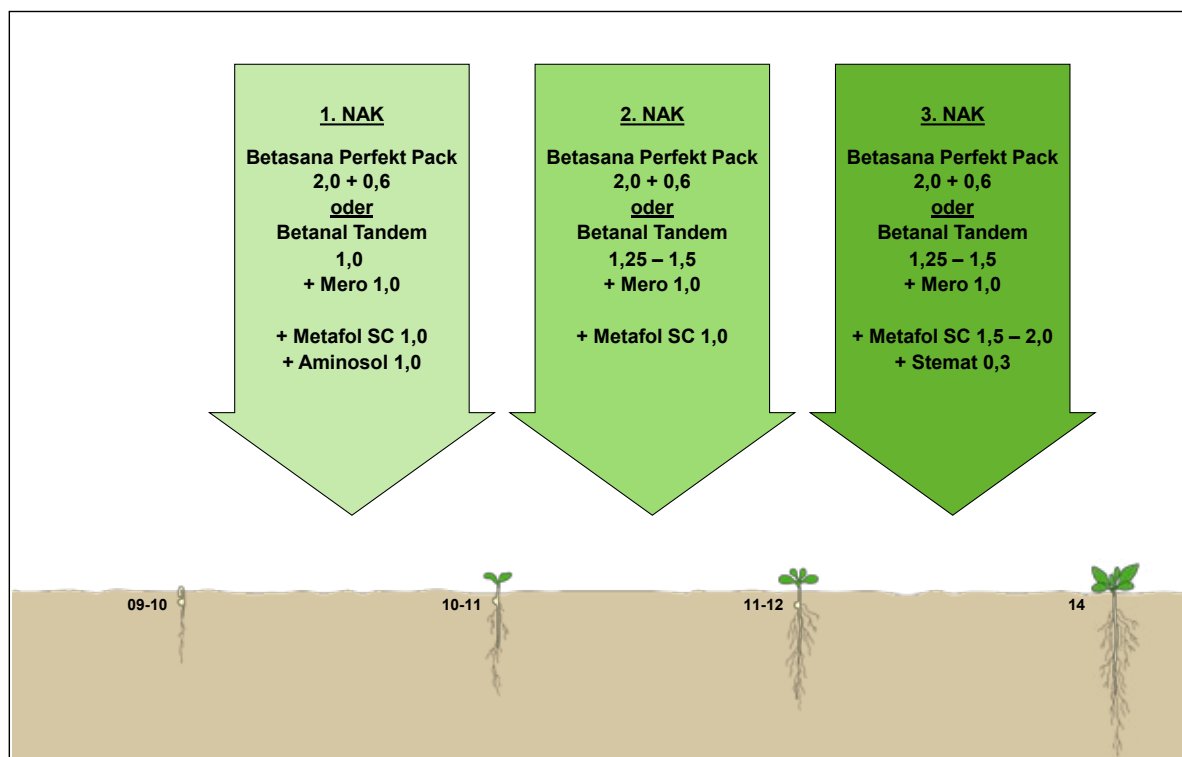 1. NAK
Betasana Perfekt Pack
2,0 + 0,6
oder
Betanal Tandem
1,0
+ Mero 1,0
+ Metafol SC 1,0
+ Aminosol 1,0
2. NAK
Betasana Perfekt Pack
2,0 + 0,6
oder
Betanal Tandem
1,25 – 1,5
+ Mero 1,0
+ Metafol SC 1,0
3. NAK
Betasana Perfekt Pack
2,0 + 0,6
oder
Betanal Tandem
1,25 – 1,5
+ Mero 1,0
+ Metafol SC 1,5 – 2,0
+ Stemat 0,3
09-10
10-11
11-12
14